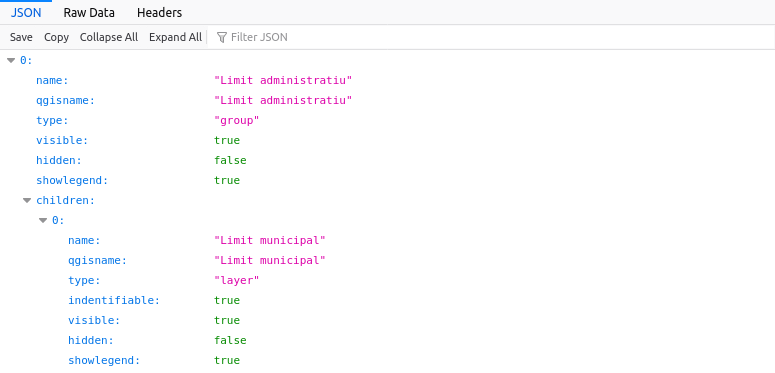 JSON Raw Data Headers
Save Copy Collapse All Expand All Filter JSON
0:
name: "Limit administratiu"
qgisname: "Limit administratiu"
type: "group"
visible: true
hidden: false
showlegend: true
children:
0:
name: "Limit municipal"
qgisname: "Limit municipal"
type: "layer"
indentifiable: true
visible: true
hidden: false
showlegend: true